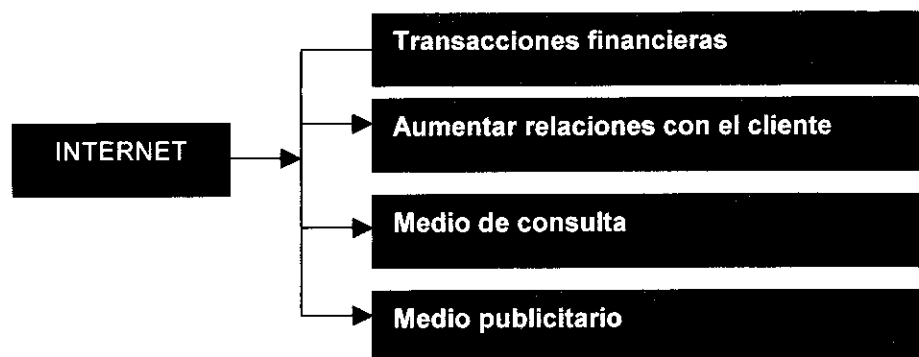 Transacciones financieras
Aumentar relaciones con el cliente
INTERNET
Medio de consulta
Medio publicitario